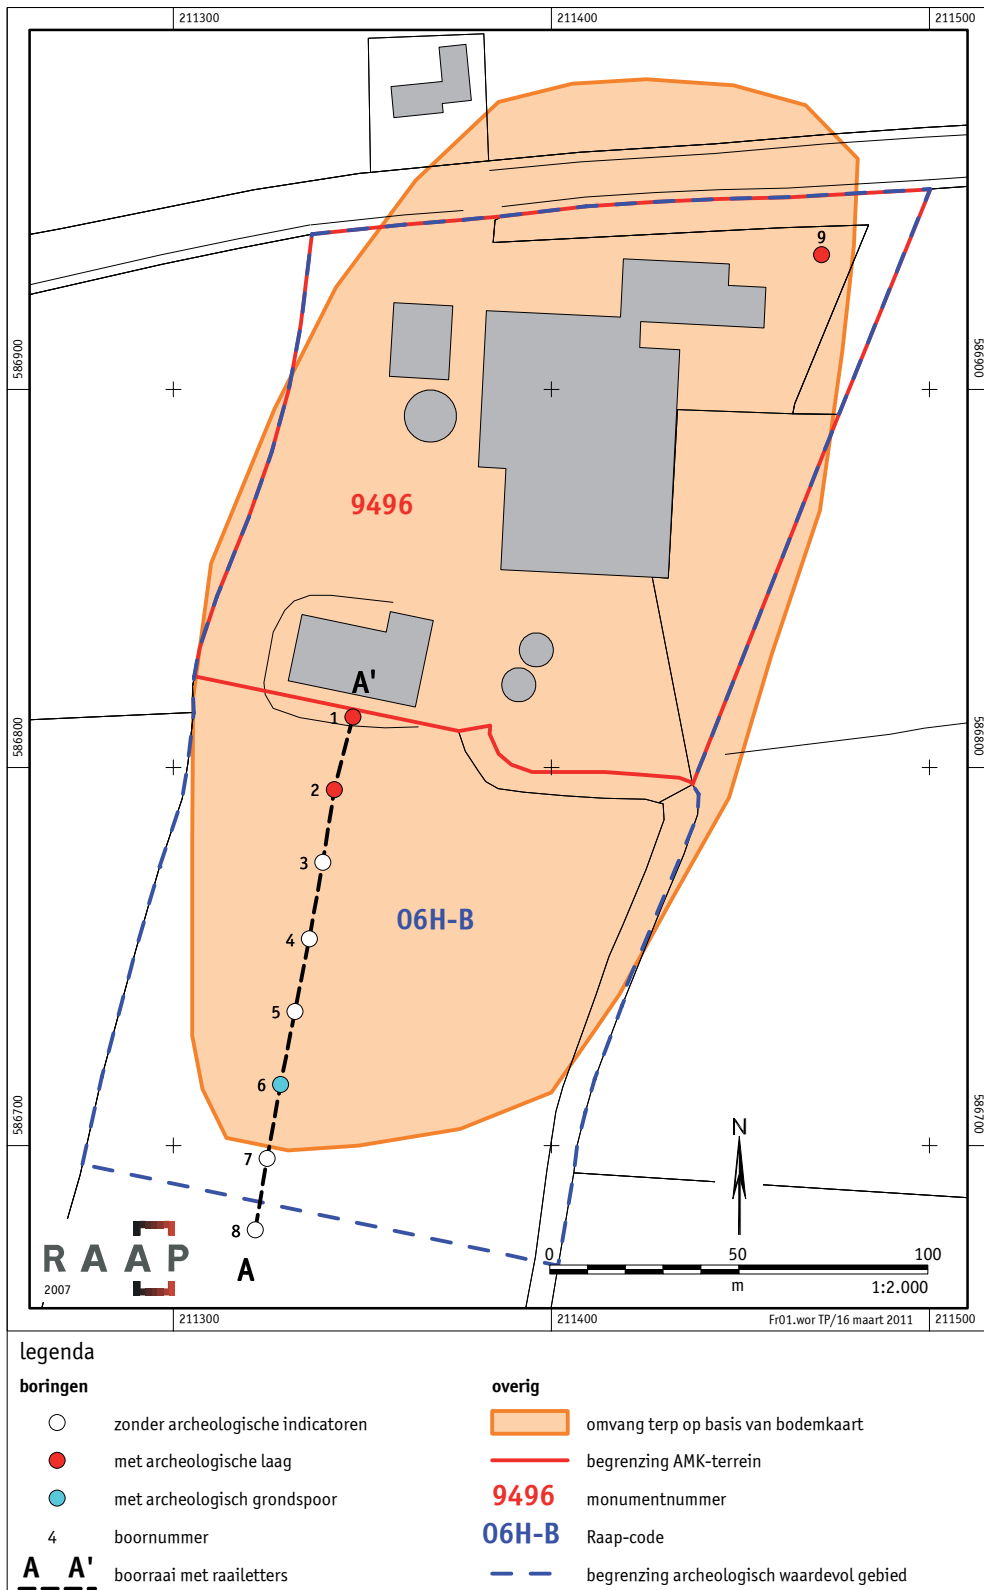 211300 211400 211500
9
586900 586900
9496
A'
1
586800 586800
2
3
06H-B
4
5
6
586700 586700
N
7
8
0 50 100
RAAP
A
m 1:2.000
2007
211300 211400 Fr01.wor TP/16 maart 2011 211500
legenda
boringen
zonder archeologische indicatoren
met archeologische laag
met archeologisch grondspoor
4 boornummer
A A' boorraai met raailetters
overig
omvang terp op basis van bodemkaart
begrenzing AMK-terrein
9496 monumentnummer
06H-B Raap-code
begrenzing archeologisch waardevol gebied